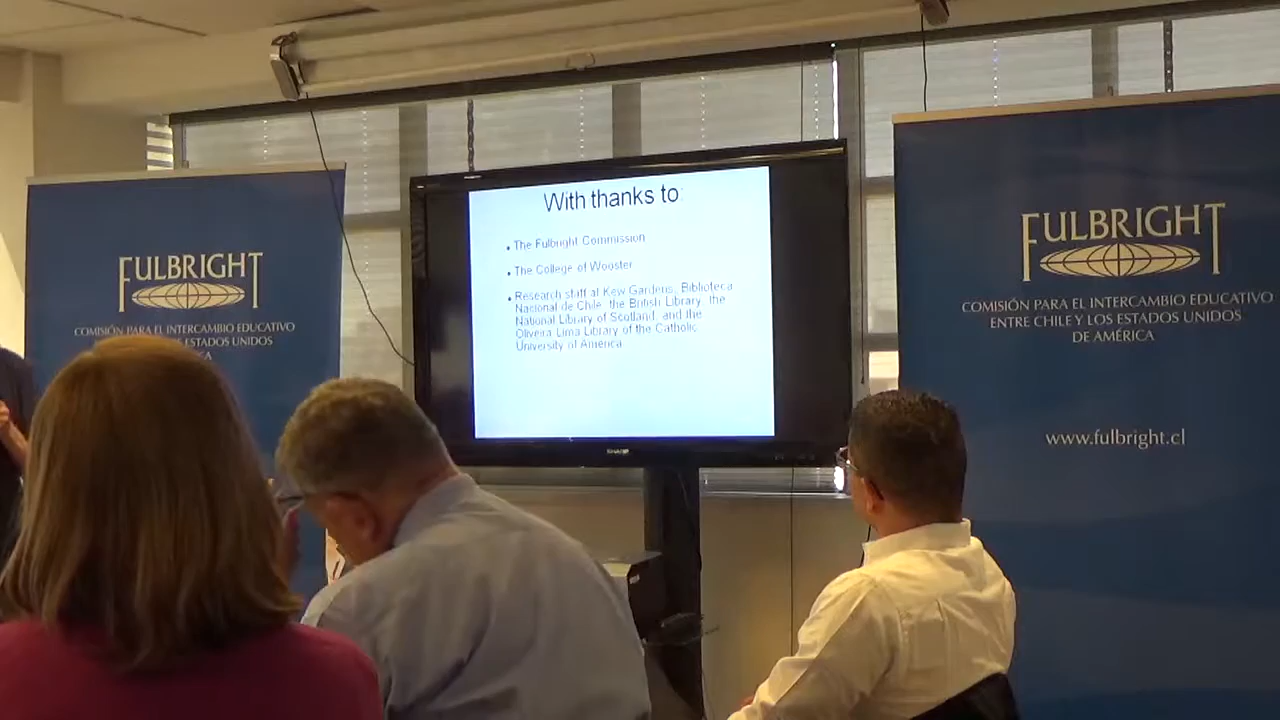 FULBRIGHT
COMISIÓN PARA EL INTERCAMBIO EDUCATIVO
ENTRE CHILE Y LOS ESTADOS UNIDOS
With thanks to:
• The Fulbright Commission
• The College of Wooster
• Research staff at Kew Gardens, Biblioteca
Nacional de Chile, the British Library, the
National Library of Scotland, and the
Oliveira Lima Library of the Catholic
University of America
SHARP
FULBRIGHT
COMISIÓN PARA EL INTERCAMBIO EDUCATIVO
ENTRE CHILE Y LOS ESTADOS UNIDOS
DE AMÉRICA
www.fulbright.cl